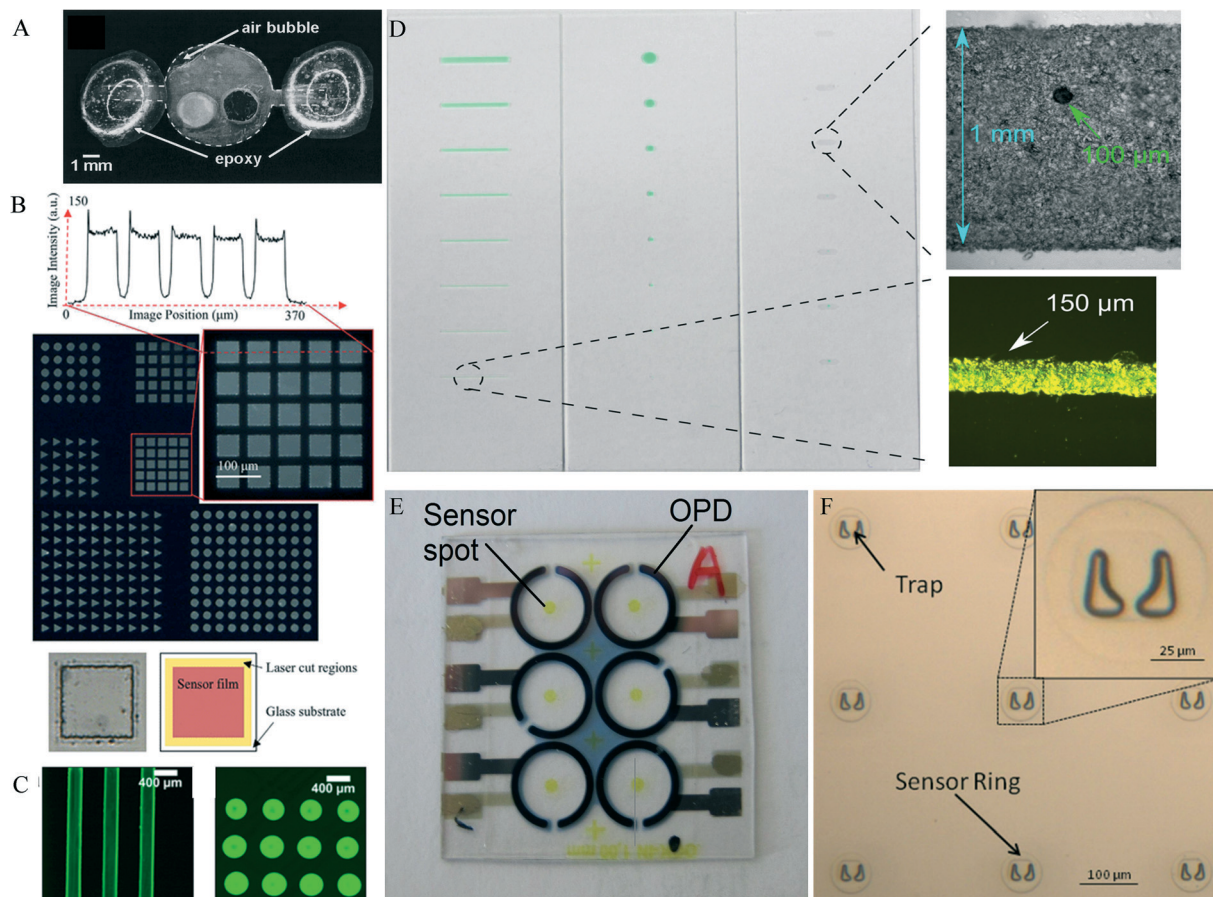 A
air bubble
epoxy
1 mm
B
150
Image Intensity (a.u.)
0
Image Position (µm)
370
100 µm
Laser cut regions
Sensor film
Glass substrate
C
400 µm
400 µm
D
1 mm
100 µm
150 µm
E
Sensor
spot
OPD
A
F
Trap
25 µm
Sensor Ring
100 µm